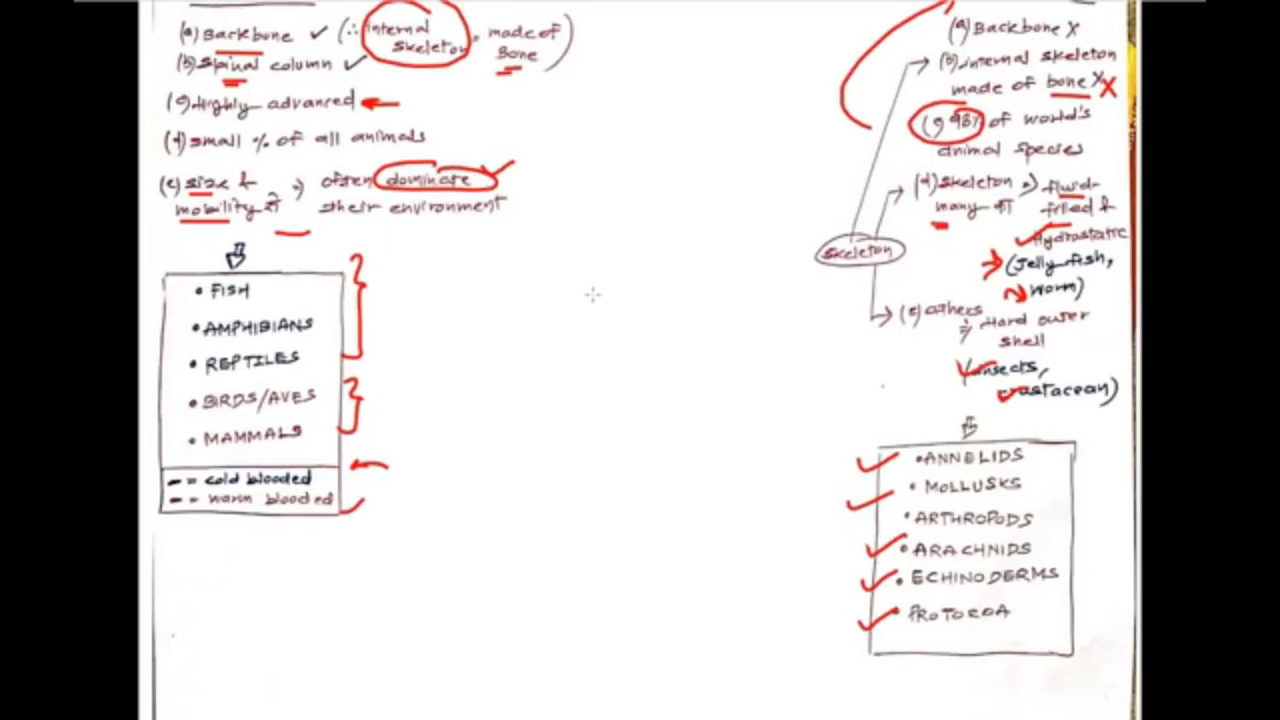 (a) Backbone ✓ (∴ internal skeleton, made of Bone)
(b) Spinal column ✓
(c) Highly advanced
(d) small % of all animals
(e) size & mobility से → often dominate
their environment
• FISH
• AMPHIBIANS
• REPTILES
• BIRDS/AVES
• MAMMALS
- = cold blooded
- = warm blooded
(a) Backbone X
(b) internal skeleton
made of bone X
(c) 98% of world's
animal species
skeleton
(d) skeleton → fluid-
many का filled &
Hydrostatic
(Jelly fish,
worm)
(e) others
⇒ Hard outer
shell
(insects,
crustacean)
• ANNELIDS
• MOLLUSKS
• ARTHROPODS
• ARACHNIDS
• ECHINODERMS
• PROTOZOA